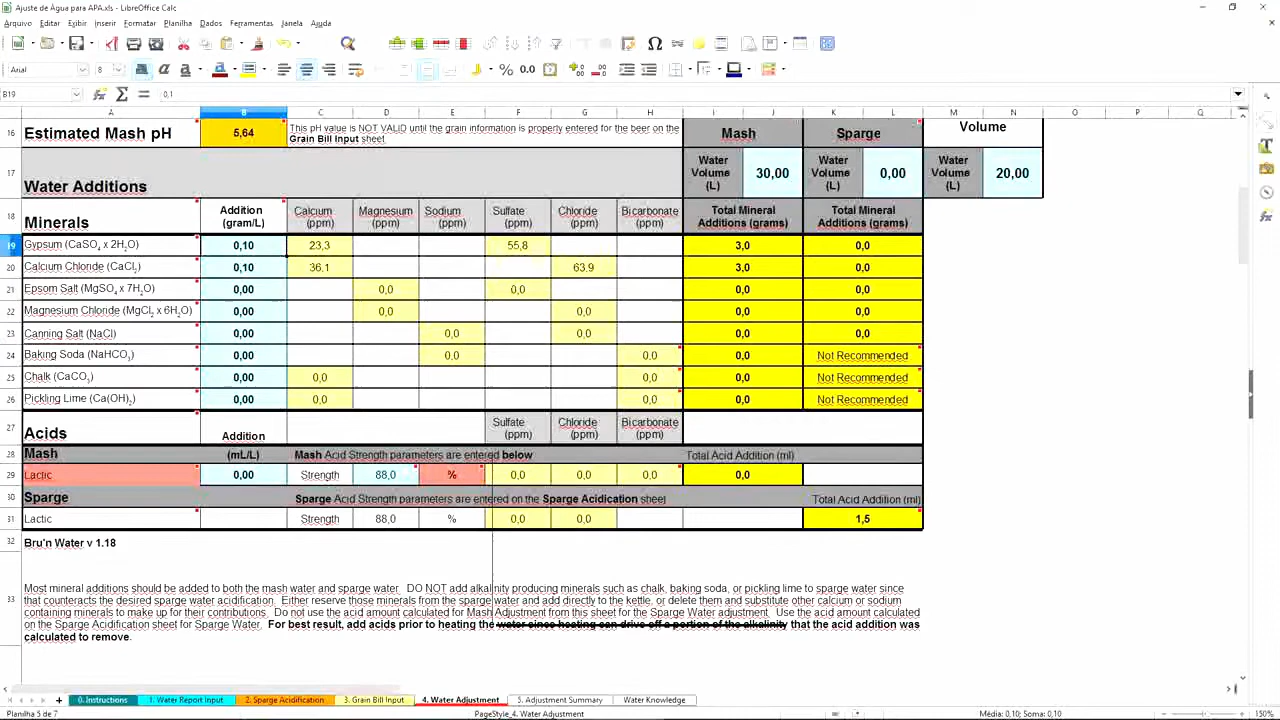 Ajuste de Água para APA.xls - LibreOffice Calc
Arquivo Editar Exibir Inserir Formatar Planilha Dados Ferramentas Janela Ajuda
Arial 8
B19 0,1
A B C D E F G H I J K L M N O P Q
16 Estimated Mash pH 5,64 This pH value is NOT VALID until the grain information is property entered for the beer on the Grain Bill Input sheet Mash Sparge Volume
17 Water Additions Water Volume (L) 30,00 Water Volume (L) 0,00 Water Volume (L) 20,00
18 Minerals Addition (gram/L) Calcium (ppm) Magnesium (ppm) Sodium (ppm) Sulfate (ppm) Chloride (ppm) Bicarbonate (ppm) Total Mineral Additions (grams) Total Mineral Additions (grams)
19 Gypsum (CaSO4 x 2H2O) 0,10 23,3 55,8 3,0 0,0
20 Calcium Chloride (CaCl2) 0,10 36,1 63,9 3,0 0,0
21 Epsom Salt (MgSO4 x 7H2O) 0,00 0,0 0,0 0,0 0,0
22 Magnesium Chloride (MgCl2 x 6H2O) 0,00 0,0 0,0 0,0 0,0
23 Canning Salt (NaCl) 0,00 0,0 0,0 0,0 0,0
24 Baking Soda (NaHCO3) 0,00 0,0 0,0 0,0 Not Recommended
25 Chalk (CaCO3) 0,00 0,0 0,0 0,0 Not Recommended
26 Pickling Lime (Ca(OH)2) 0,00 0,0 0,0 0,0 Not Recommended
27 Acids Addition Sulfate (ppm) Chloride (ppm) Bicarbonate (ppm)
28 Mash (mL/L) Mash Acid Strength parameters are entered below Total Acid Addition (ml)
29 Lactic 0,00 Strength 88,0 % 0,0 0,0 0,0 0,0
30 Sparge Sparge Acid Strength parameters are entered on the Sparge Acidification sheet Total Acid Addition (ml)
31 Lactic Strength 88,0 % 0,0 0,0 1,5
32 Bru'n Water v 1.18
33 Most mineral additions should be added to both the mash water and sparge water. DO NOT add alkalinity producing minerals such as chalk, baking soda, or pickling lime to sparge water since
that counteracts the desired sparge water acidification. Either reserve those minerals from the sparge water and add directly to the kettle, or delete them and substitute other calcium or sodium
containing minerals to make up for their contributions. Do not use the acid amount calculated for Mash Adjustment from this sheet for the Sparge Water adjustment. Use the acid amount calculated
on the Sparge Acidification sheet for Sparge Water. For best result, add acids prior to heating the water since heating can drive off a portion of the alkalinity that the acid addition was
calculated to remove.
0. Instructions 1. Water Report Input 2. Sparge Acidification 3. Grain Bill Input 4. Water Adjustment 5. Adjustment Summary Water Knowledge
Planilha 5 de 7 PageStyle_4. Water Adjustment Média: 0,10; Soma: 0,10 150%